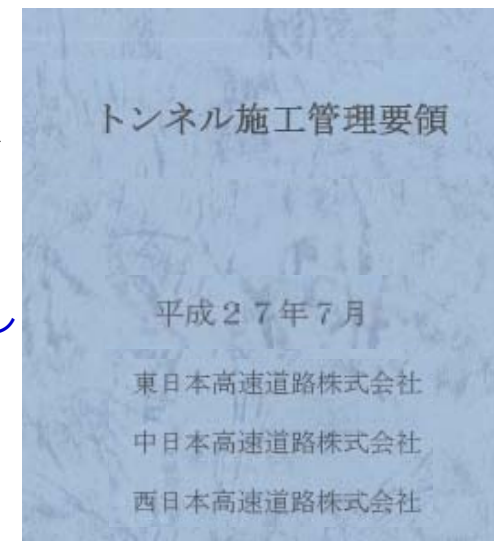 トンネル施工管理要領
平成27年7月
東日本高速道路株式会社
中日本高速道路株式会社
西日本高速道路株式会社